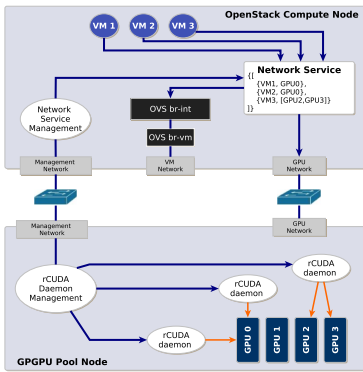 OpenStack Compute Node
VM 1
VM 2
VM 3
Network Service
{[
{VM1, GPU0},
{VM2, GPU0},
{VM3, [GPU2,GPU3]}
]}
Network
Service
Management
OVS br-int
OVS br-vm
Management
Network
VM
Network
GPU
Network
Management
Network
GPU
Network
rCUDA
Daemon
Management
rCUDA
daemon
rCUDA
daemon
rCUDA
daemon
GPU 0
GPU 1
GPU 2
GPU 3
GPGPU Pool Node